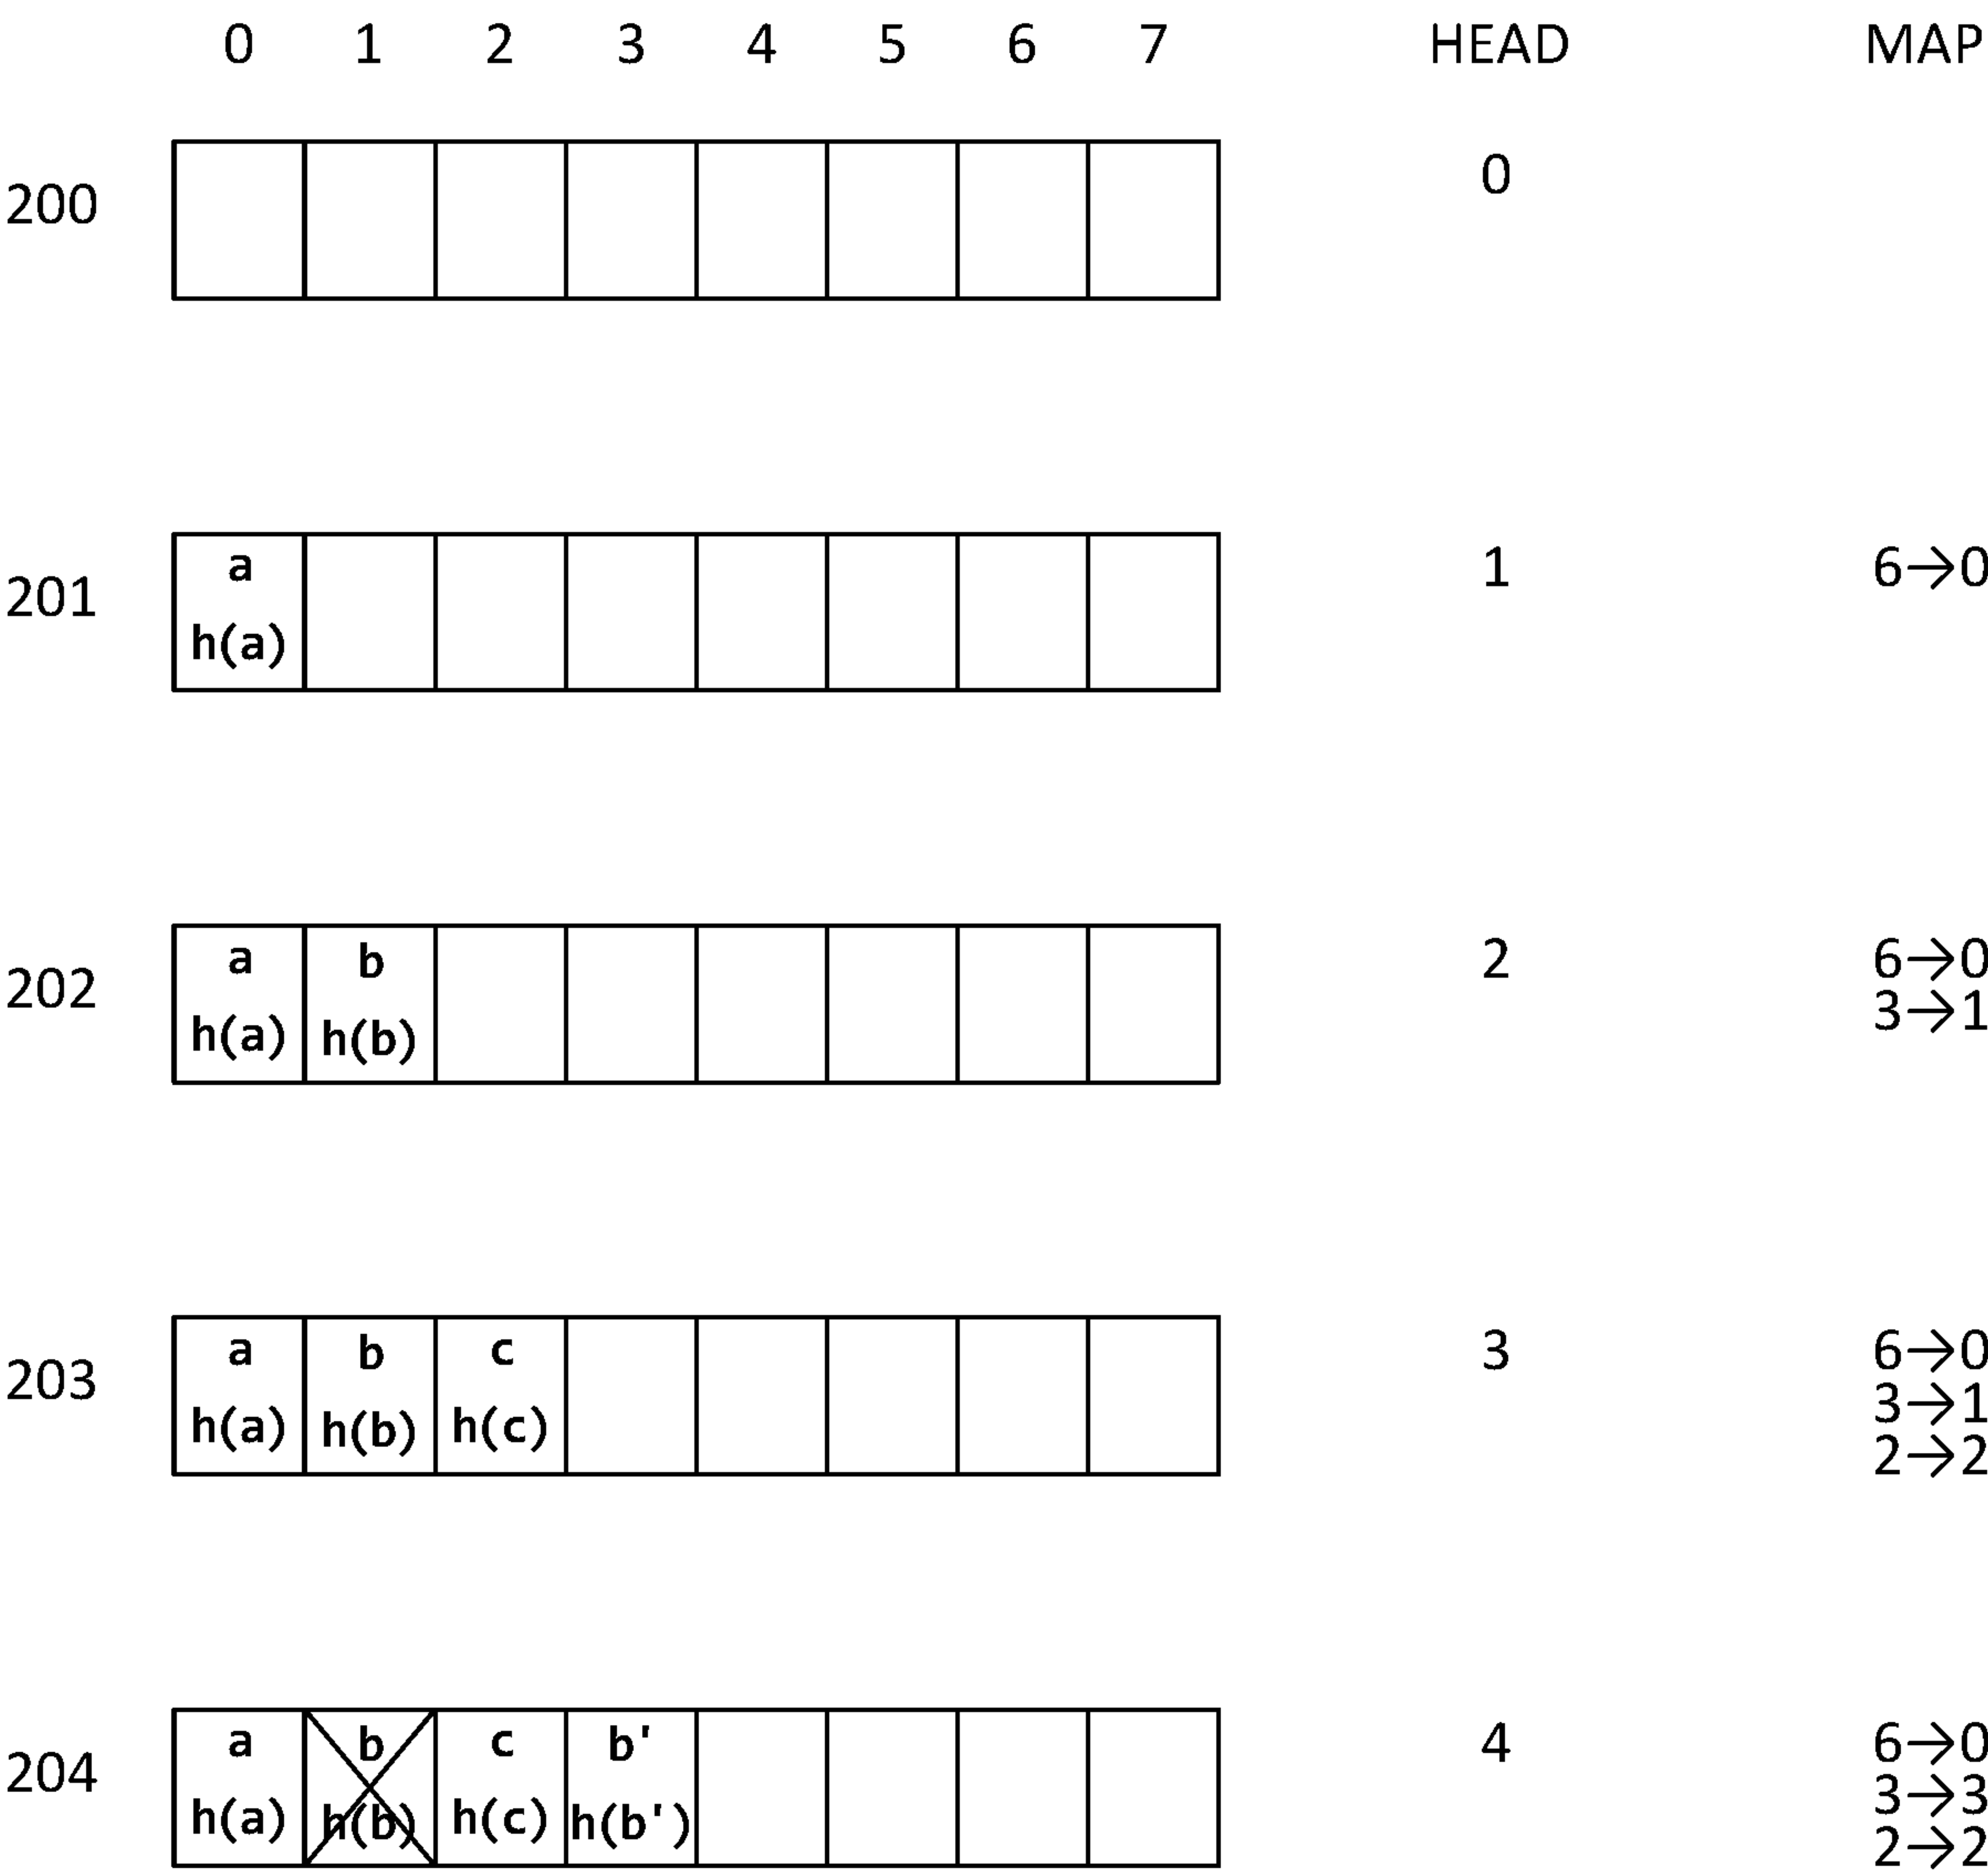 0 1 2 3 4 5 6 7 HEAD MAP
200 0
201 a 1 6→0
h(a)
202 a b 2 6→0
h(a) h(b) 3→1
203 a b c 3 6→0
3→1
h(a) h(b) h(c) 2→2
204 a b c b' 4 6→0
3→3
h(a) h(b) h(c) h(b') 2→2